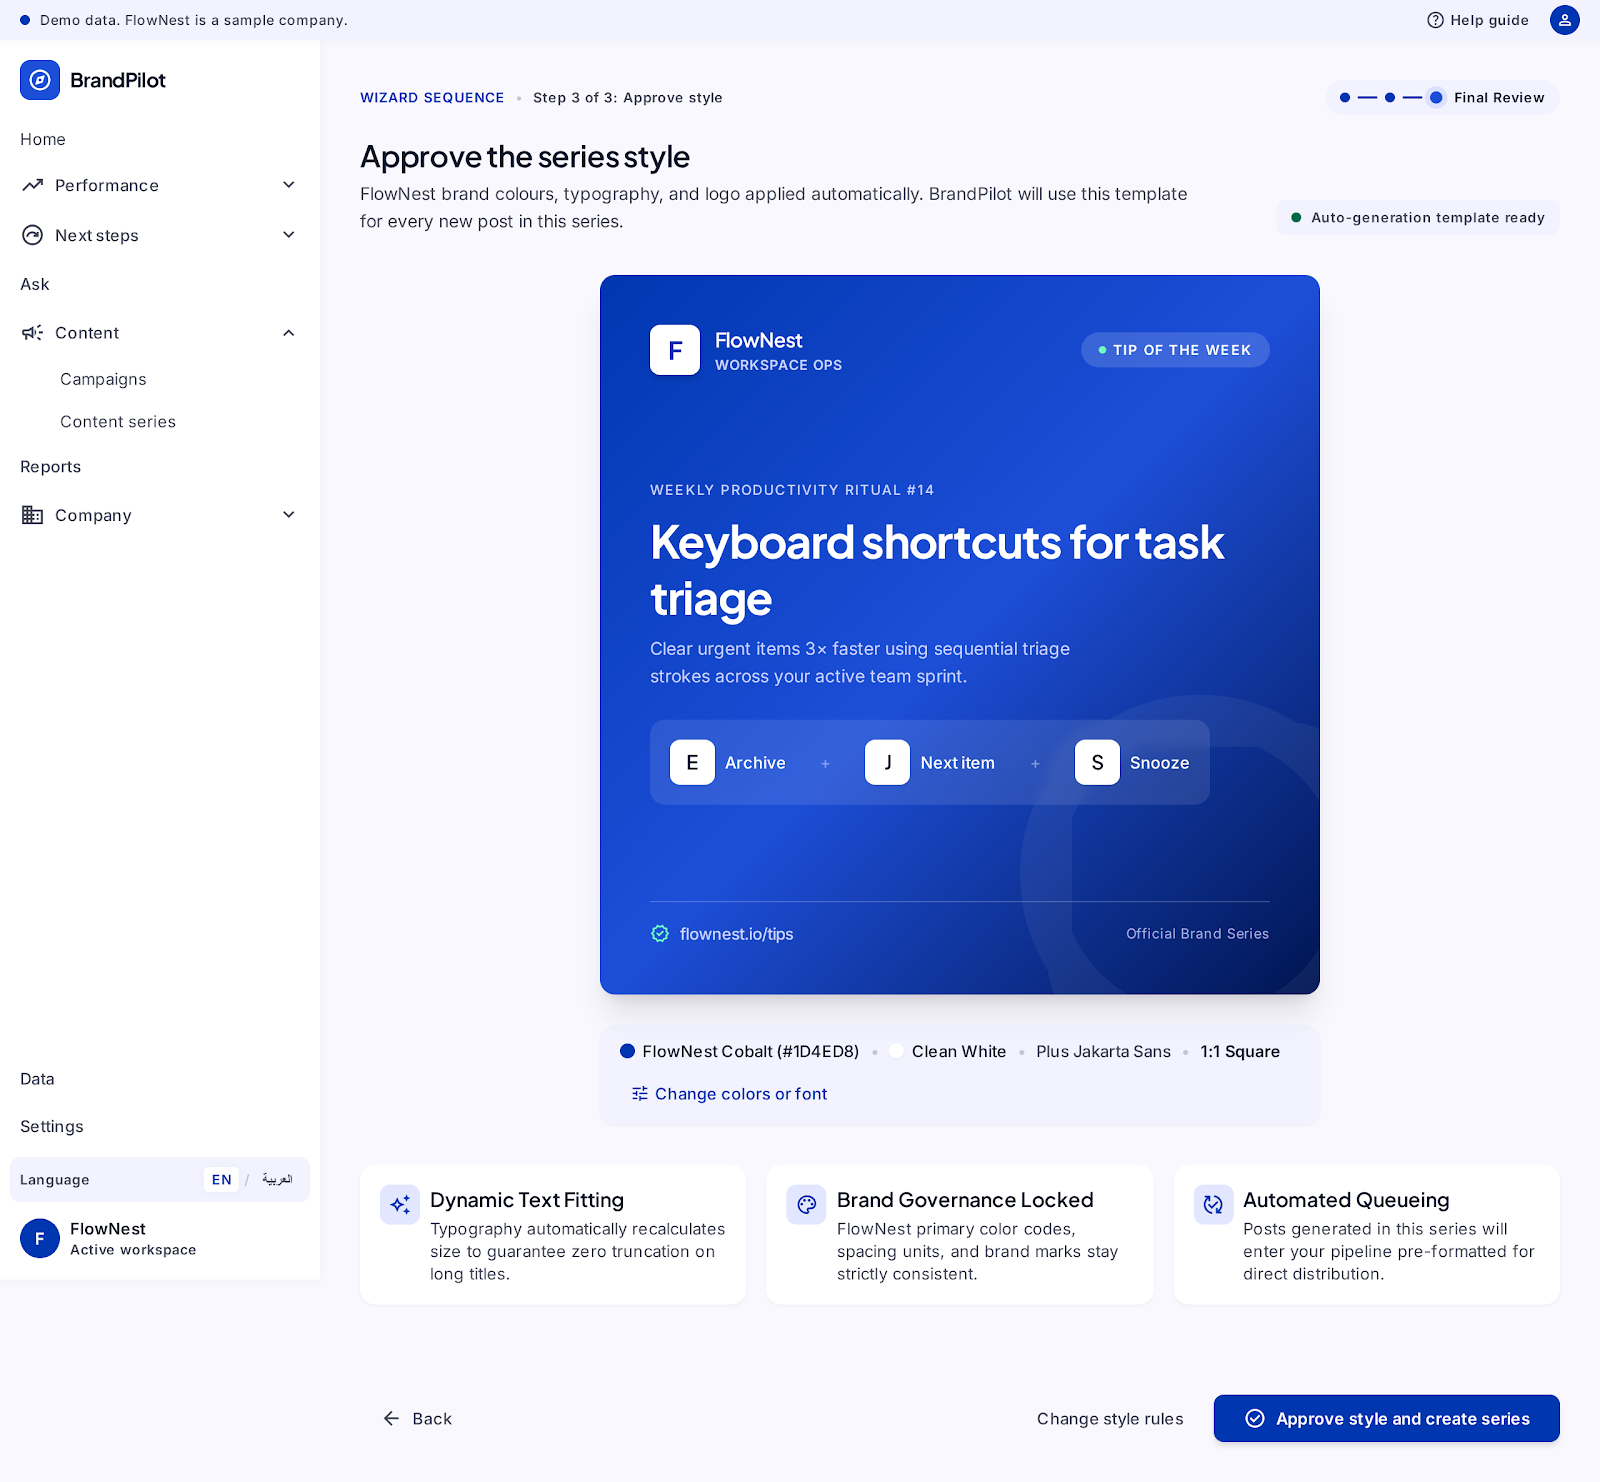 Demo data. FlowNest is a sample company.
Help guide
BrandPilot
Home
Performance
Next steps
Ask
Content
Campaigns
Content series
Reports
Company
Data
Settings
Language
EN / العربية
F
FlowNest
Active workspace
WIZARD SEQUENCE • Step 3 of 3: Approve style
Final Review
Approve the series style
FlowNest brand colours, typography, and logo applied automatically. BrandPilot will use this template
for every new post in this series.
Auto-generation template ready
F
FlowNest
WORKSPACE OPS
TIP OF THE WEEK
WEEKLY PRODUCTIVITY RITUAL #14
Keyboard shortcuts for task
triage
Clear urgent items 3× faster using sequential triage
strokes across your active team sprint.
E Archive + J Next item + S Snooze
flownest.io/tips
Official Brand Series
FlowNest Cobalt (#1D4ED8) • Clean White • Plus Jakarta Sans • 1:1 Square
Change colors or font
Dynamic Text Fitting
Typography automatically recalculates
size to guarantee zero truncation on
long titles.
Brand Governance Locked
FlowNest primary color codes,
spacing units, and brand marks stay
strictly consistent.
Automated Queueing
Posts generated in this series will
enter your pipeline pre-formatted for
direct distribution.
Back
Change style rules
Approve style and create series